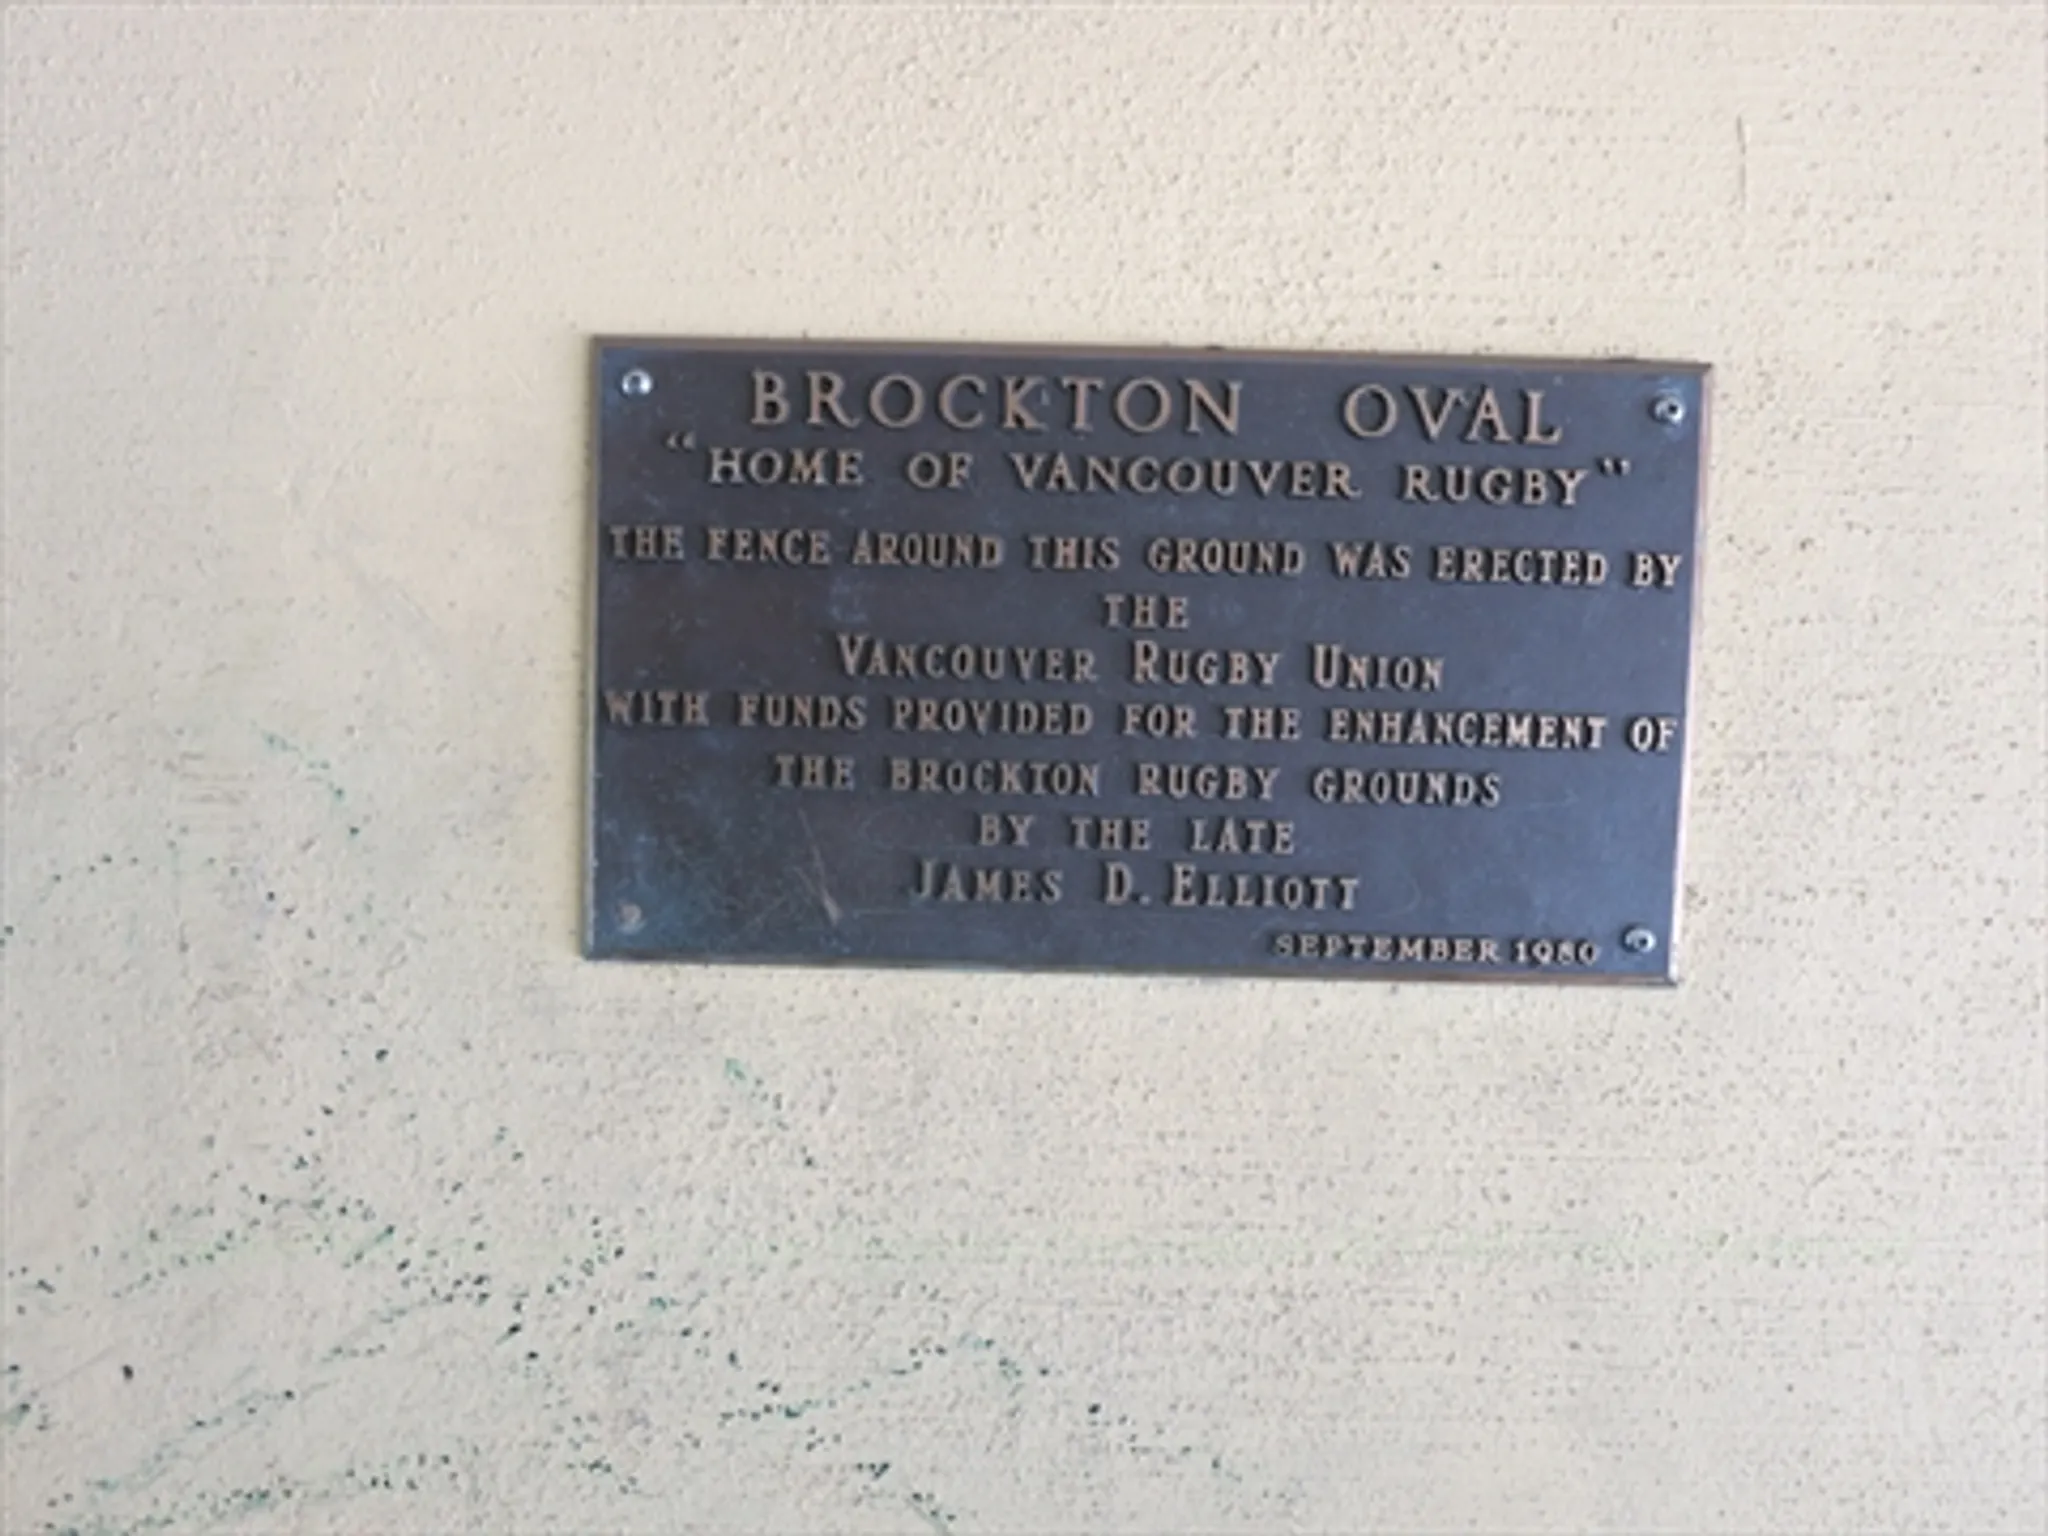 BROCKTON OVAL
"HOME OF VANCOUVER RUGBY"
THE FENCE AROUND THIS GROUND WAS ERECTED BY
THE
VANCOUVER RUGBY UNION
WITH FUNDS PROVIDED FOR THE ENHANCEMENT OF
THE BROCKTON RUGBY GROUNDS
BY THE LATE
JAMES D. ELLIOTT
SEPTEMBER 1980